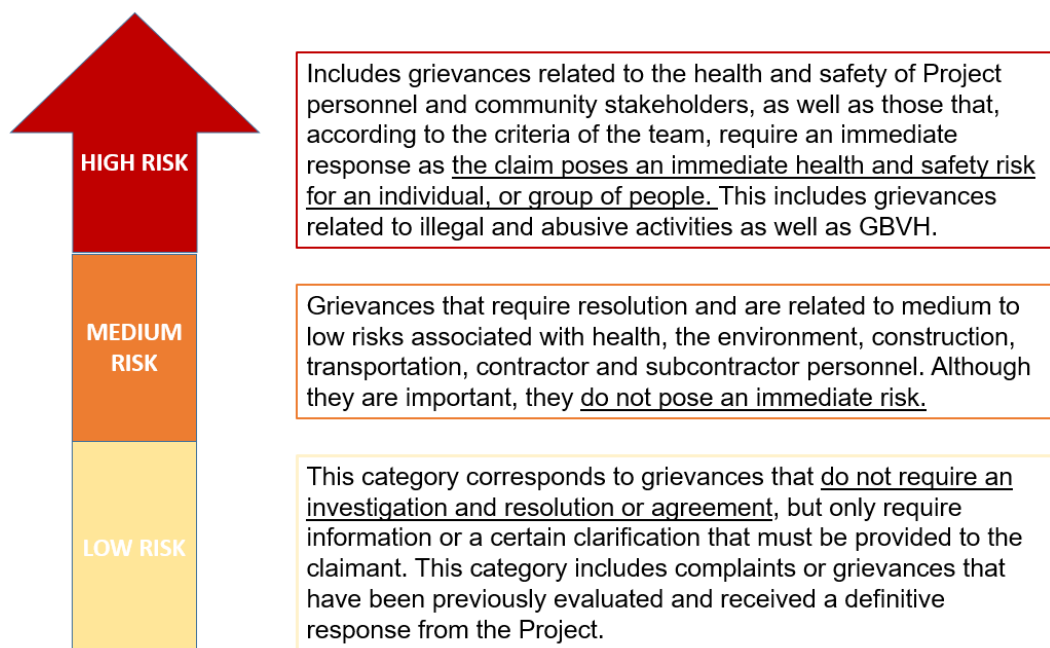 HIGH RISK
Includes grievances related to the health and safety of Project
personnel and community stakeholders, as well as those that,
according to the criteria of the team, require an immediate
response as the claim poses an immediate health and safety risk
for an individual, or group of people. This includes grievances
related to illegal and abusive activities as well as GBVH.
MEDIUM
RISK
Grievances that require resolution and are related to medium to
low risks associated with health, the environment, construction,
transportation, contractor and subcontractor personnel. Although
they are important, they do not pose an immediate risk.
LOW RISK
This category corresponds to grievances that do not require an
investigation and resolution or agreement, but only require
information or a certain clarification that must be provided to the
claimant. This category includes complaints or grievances that
have been previously evaluated and received a definitive
response from the Project.